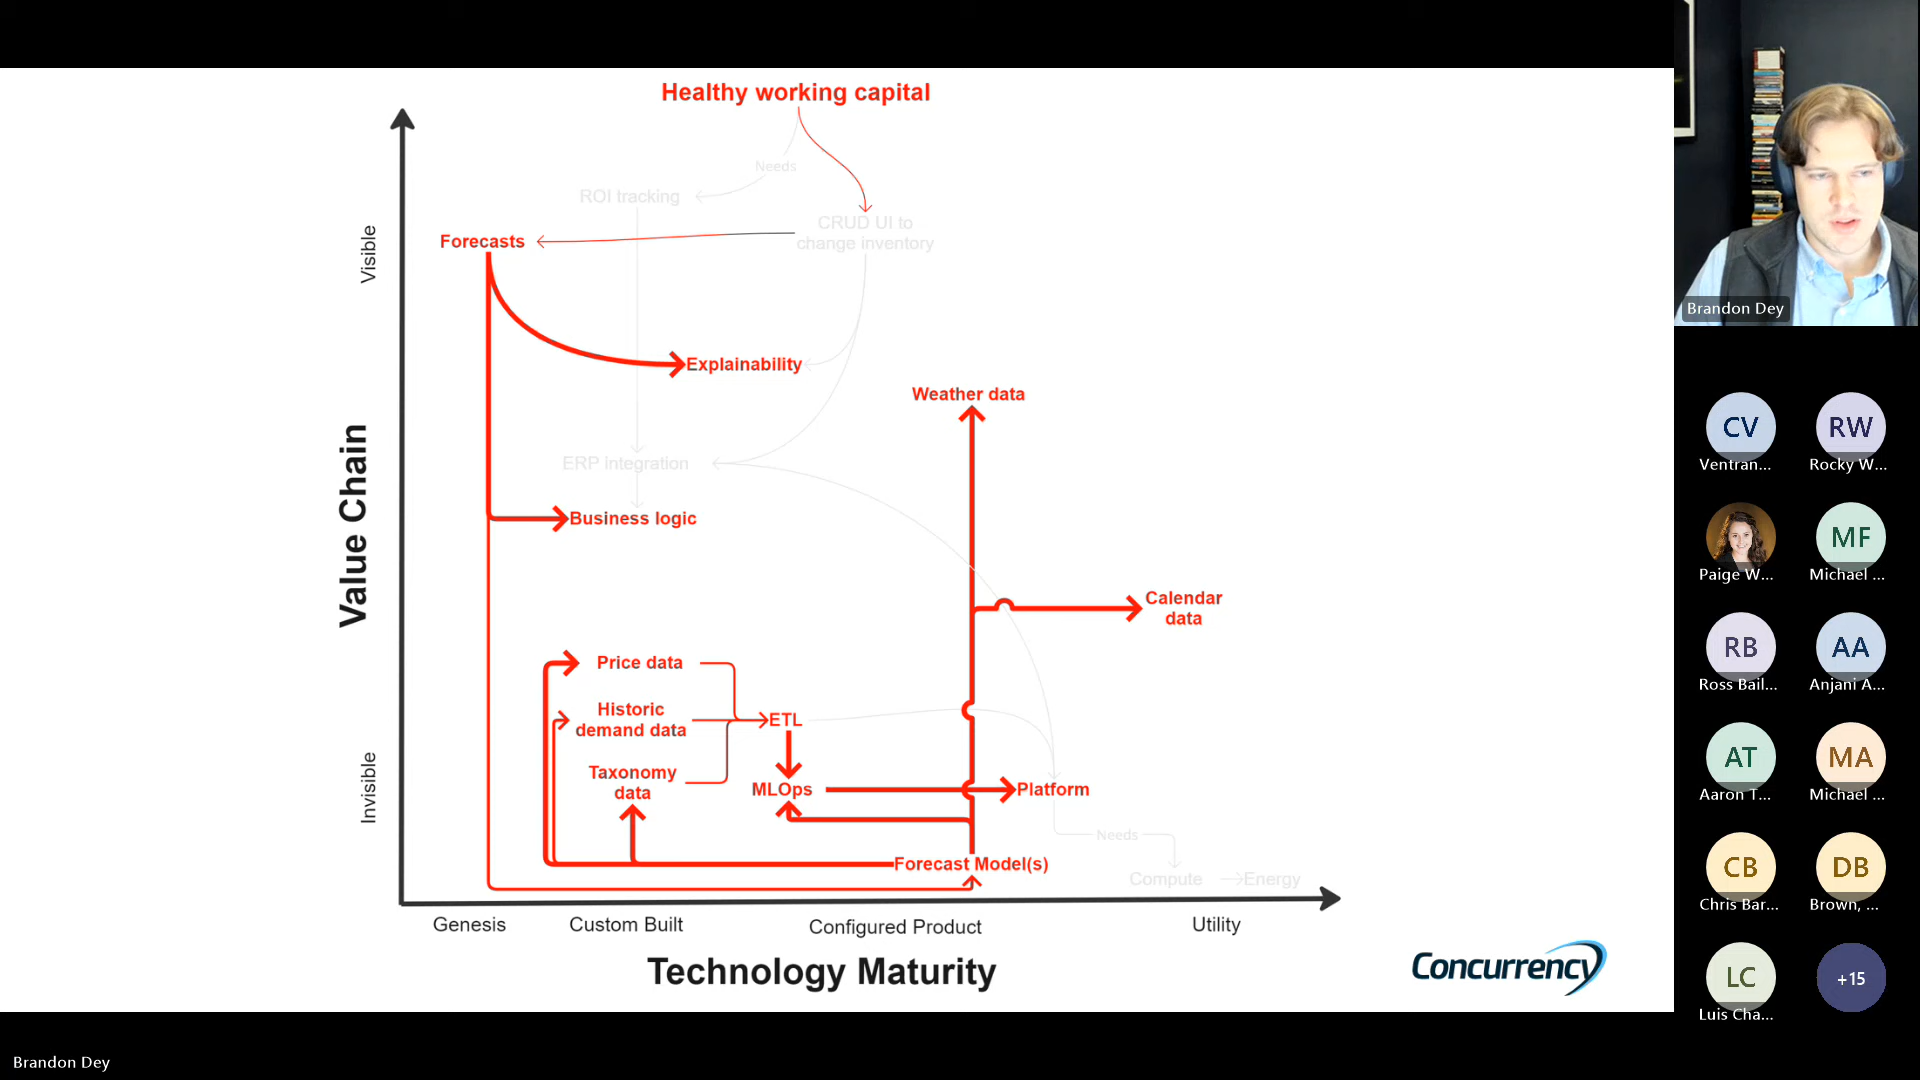 Healthy working capital
Needs
ROI tracking
CRUD UI to
change inventory
Forecasts
Visible
Explainability
Weather data
ERP Integration
Value Chain
Business logic
Calendar
data
Price data
Historic
demand data
ETL
Taxonomy
data
MLOps
Platform
Invisible
Needs
Forecast Model(s)
Compute
Energy
Genesis
Custom Built
Configured Product
Utility
Technology Maturity
Concurrency
Brandon Dey
CV
Ventran...
RW
Rocky W...
Paige W...
MF
Michael ...
RB
Ross Bail...
AA
Anjani A...
AT
Aaron T...
MA
Michael ...
CB
Chris Bar...
DB
Brown, ...
LC
Luis Cha...
+15
Brandon Dey